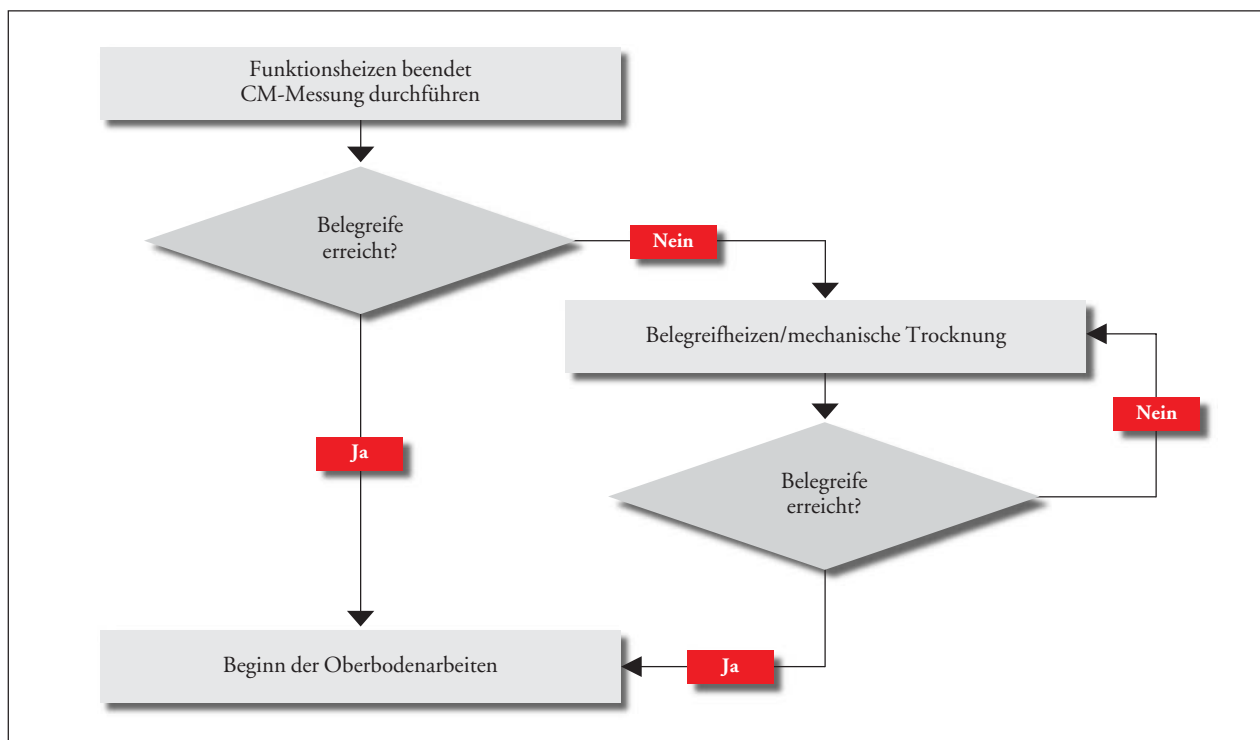 Funktionsheizen beendet
CM-Messung durchführen
Belegreife
erreicht?
Nein
Belegreifheizen/mechanische Trocknung
Nein
Ja
Belegreife
erreicht?
Beginn der Oberbodenarbeiten
Ja